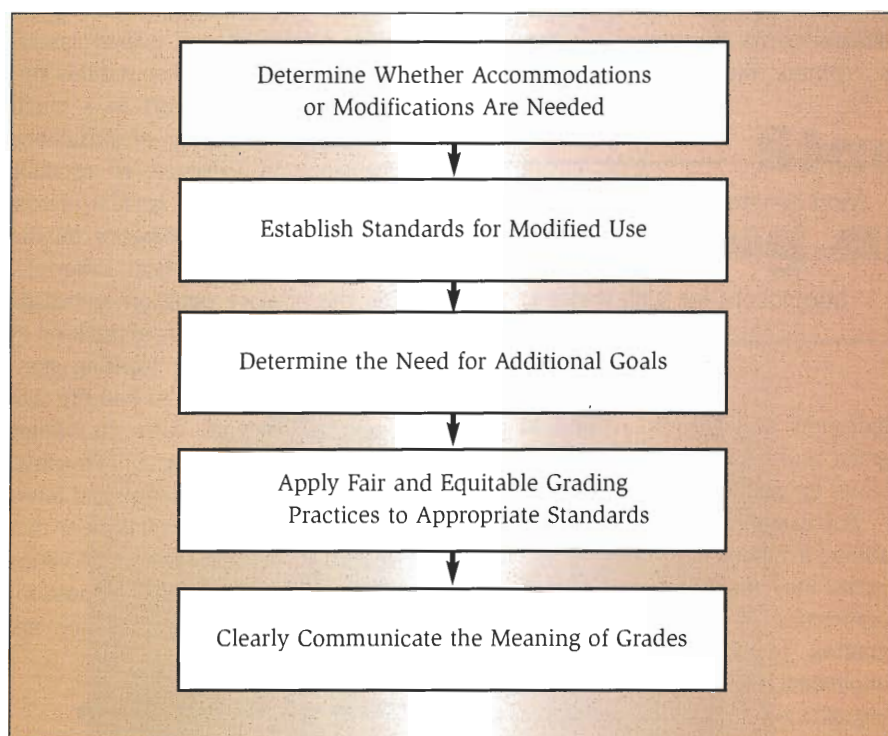 Determine Whether Accommodations
or Modifications Are Needed
Establish Standards for Modified Use
Determine the Need for Additional Goals
Apply Fair and Equitable Grading
Practices to Appropriate Standards
Clearly Communicate the Meaning of Grades